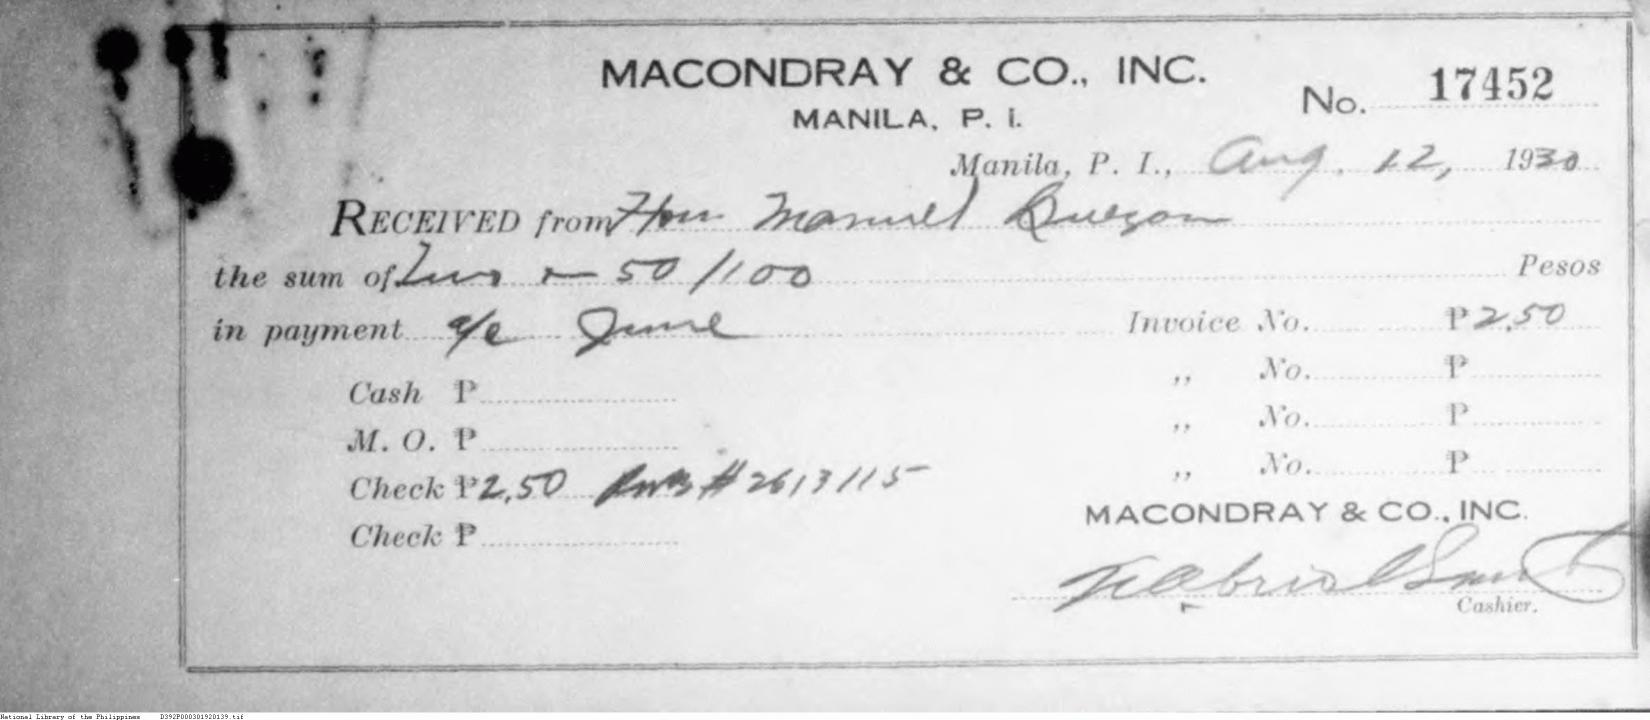 MACONDRAY & CO., INC.
MANILA, P. I.
No. 17452
Manila, P. I., Aug. 12, 1930
RECEIVED from Hon Manuel Quezon
the sum of Two & 50/100 Pesos
in payment a/c June Invoice No. ₱2,50
,, No. ₱
,, No. ₱
,, No. ₱
Cash ₱
M. O. ₱
Check ₱2,50 #2613115
Check ₱
MACONDRAY & CO., INC.
Cashier.
National Library of the Philippines D392P000301920139.tif